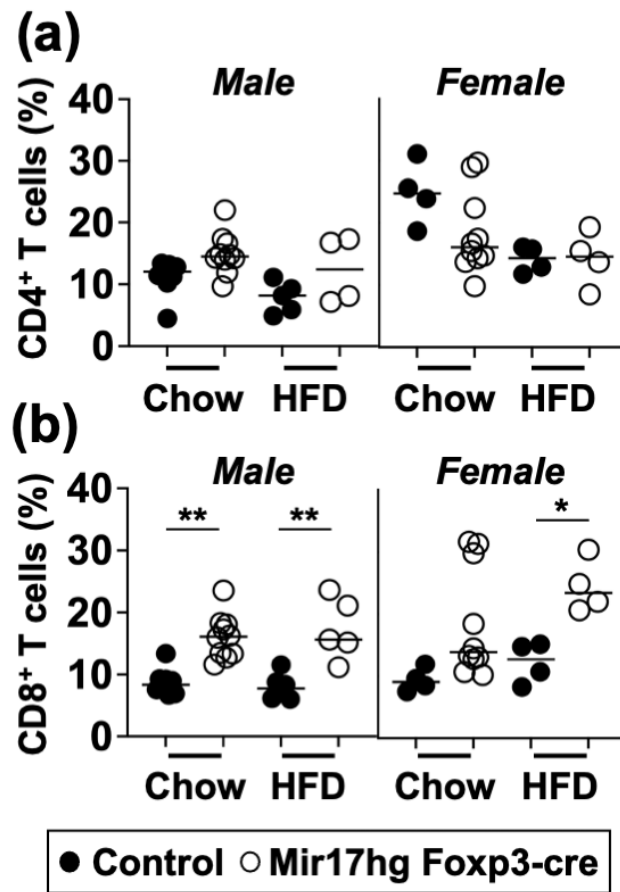 (a)
Male Female
CD4+ T cells (%)
40
30
20
10
0
Chow HFD Chow HFD
(b)
Male Female
CD8+ T cells (%)
40
30
20
10
0
** ** *
Chow HFD Chow HFD
● Control ○ Mir17hg Foxp3-cre